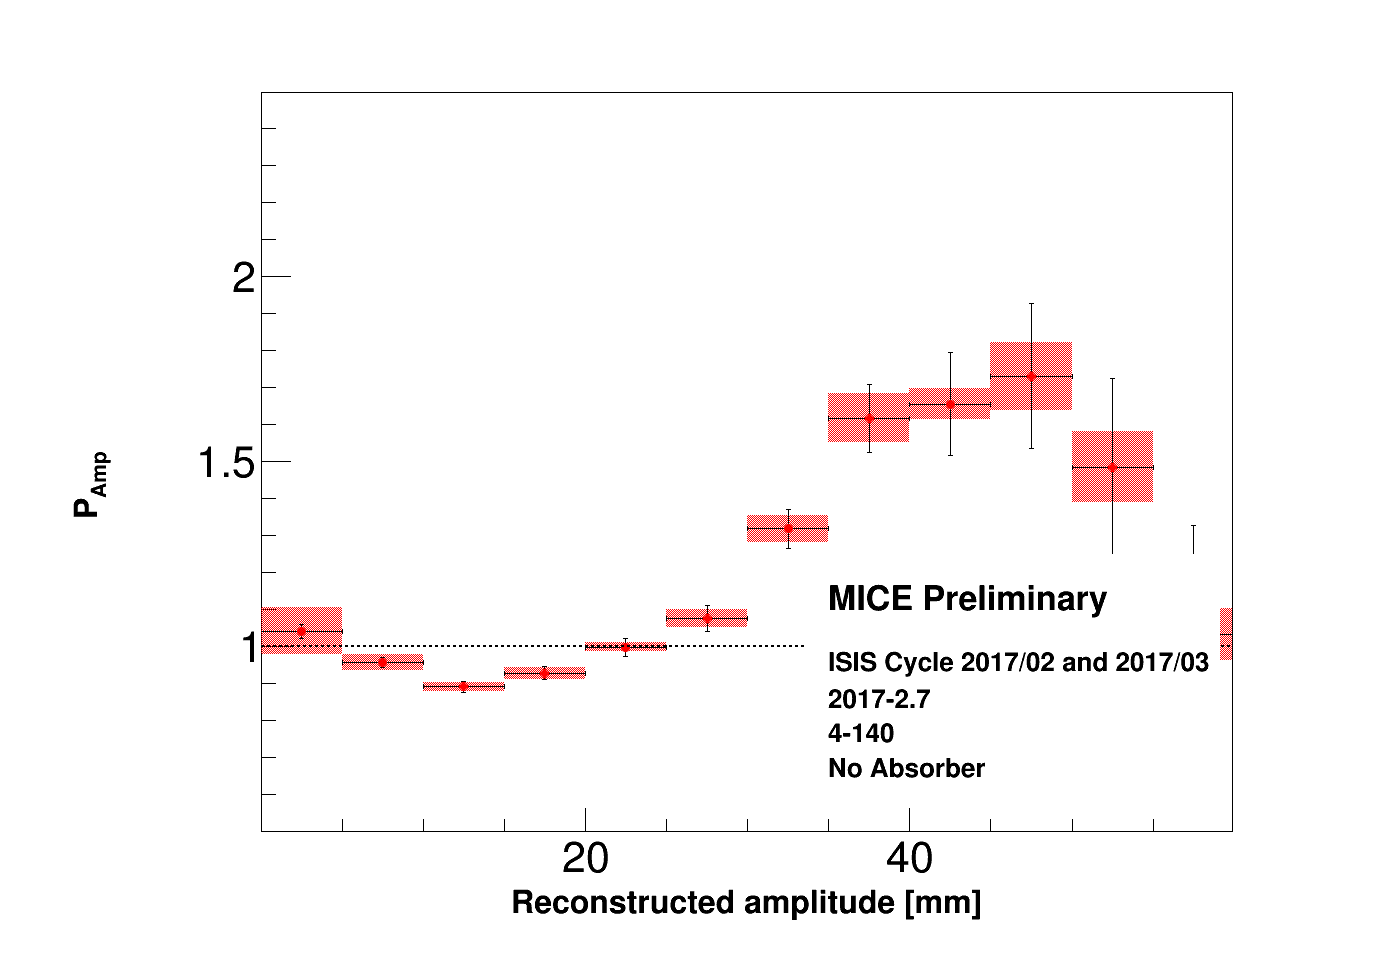 2
1.5
1
P_Amp
MICE Preliminary
ISIS Cycle 2017/02 and 2017/03
2017-2.7
4-140
No Absorber
20 40
Reconstructed amplitude [mm]